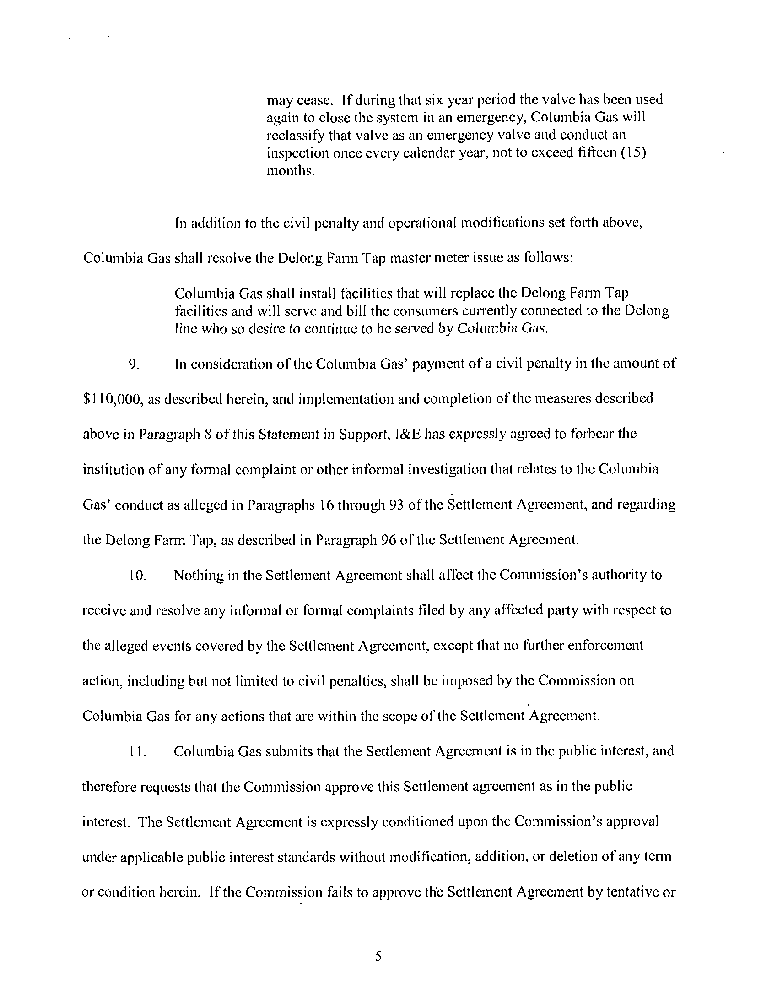 may cease. If during that six year period the valve has been used
again to close the system in an emergency, Columbia Gas will
reclassify that valve as an emergency valve and conduct an
inspection once every calendar year, not to exceed fifteen (15)
months.
In addition to the civil penalty and operational modifications set forth above,
Columbia Gas shall resolve the Delong Farm Tap master meter issue as follows:
Columbia Gas shall install facilities that will replace the Delong Farm Tap
facilities and will serve and bill the consumers currently connected to the Delong
line who so desire to continue to be served by Columbia Gas.
9. In consideration of the Columbia Gas' payment of a civil penalty in the amount of
$110,000, as described herein, and implementation and completion of the measures described
above in Paragraph 8 of this Statement in Support, I&E has expressly agreed to forbear the
institution of any formal complaint or other informal investigation that relates to the Columbia
Gas' conduct as alleged in Paragraphs 16 through 93 of the Settlement Agreement, and regarding
the Delong Farm Tap, as described in Paragraph 96 of the Settlement Agreement.
10. Nothing in the Settlement Agreement shall affect the Commission's authority to
receive and resolve any informal or formal complaints filed by any affected party with respect to
the alleged events covered by the Settlement Agreement, except that no further enforcement
action, including but not limited to civil penalties, shall be imposed by the Commission on
Columbia Gas for any actions that are within the scope of the Settlement Agreement.
11. Columbia Gas submits that the Settlement Agreement is in the public interest, and
therefore requests that the Commission approve this Settlement agreement as in the public
interest. The Settlement Agreement is expressly conditioned upon the Commission's approval
under applicable public interest standards without modification, addition, or deletion of any term
or condition herein. If the Commission fails to approve the Settlement Agreement by tentative or
5